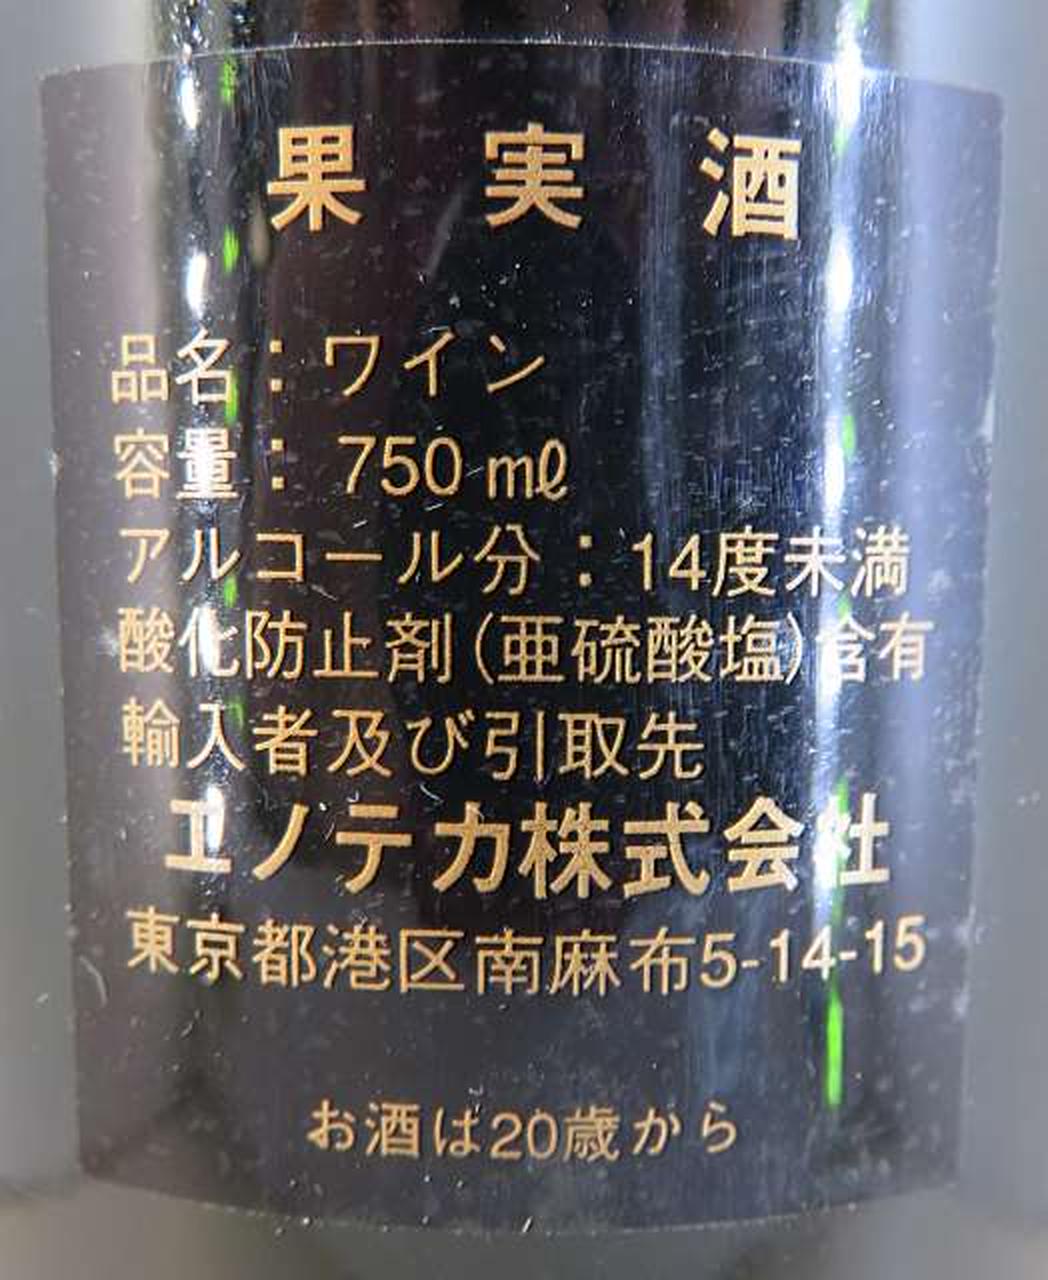 果実酒
品名：ワイン
容量： 750 mℓ
アルコール分：14度未満
酸化防止剤(亜硫酸塩)含有
輸入者及び引取先
エノテカ株式会社
東京都港区南麻布5-14-15
お酒は20歳から